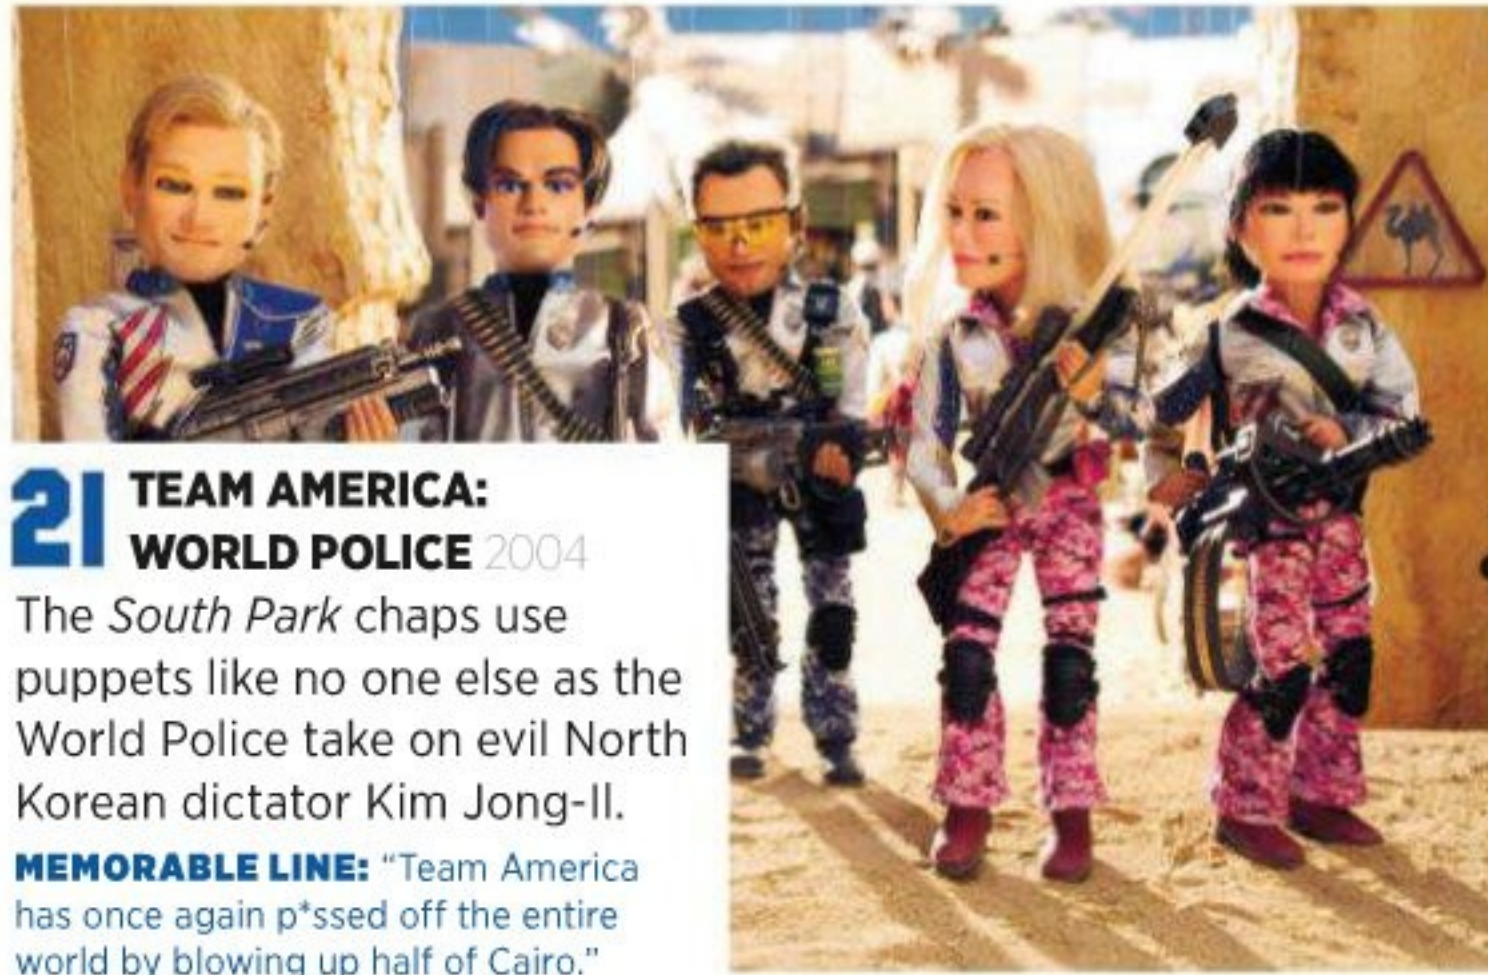 21 TEAM AMERICA:
WORLD POLICE 2004
The South Park chaps use
puppets like no one else as the
World Police take on evil North
Korean dictator Kim Jong-Il.
MEMORABLE LINE: “Team America
has once again p*ssed off the entire
world by blowing up half of Cairo.”